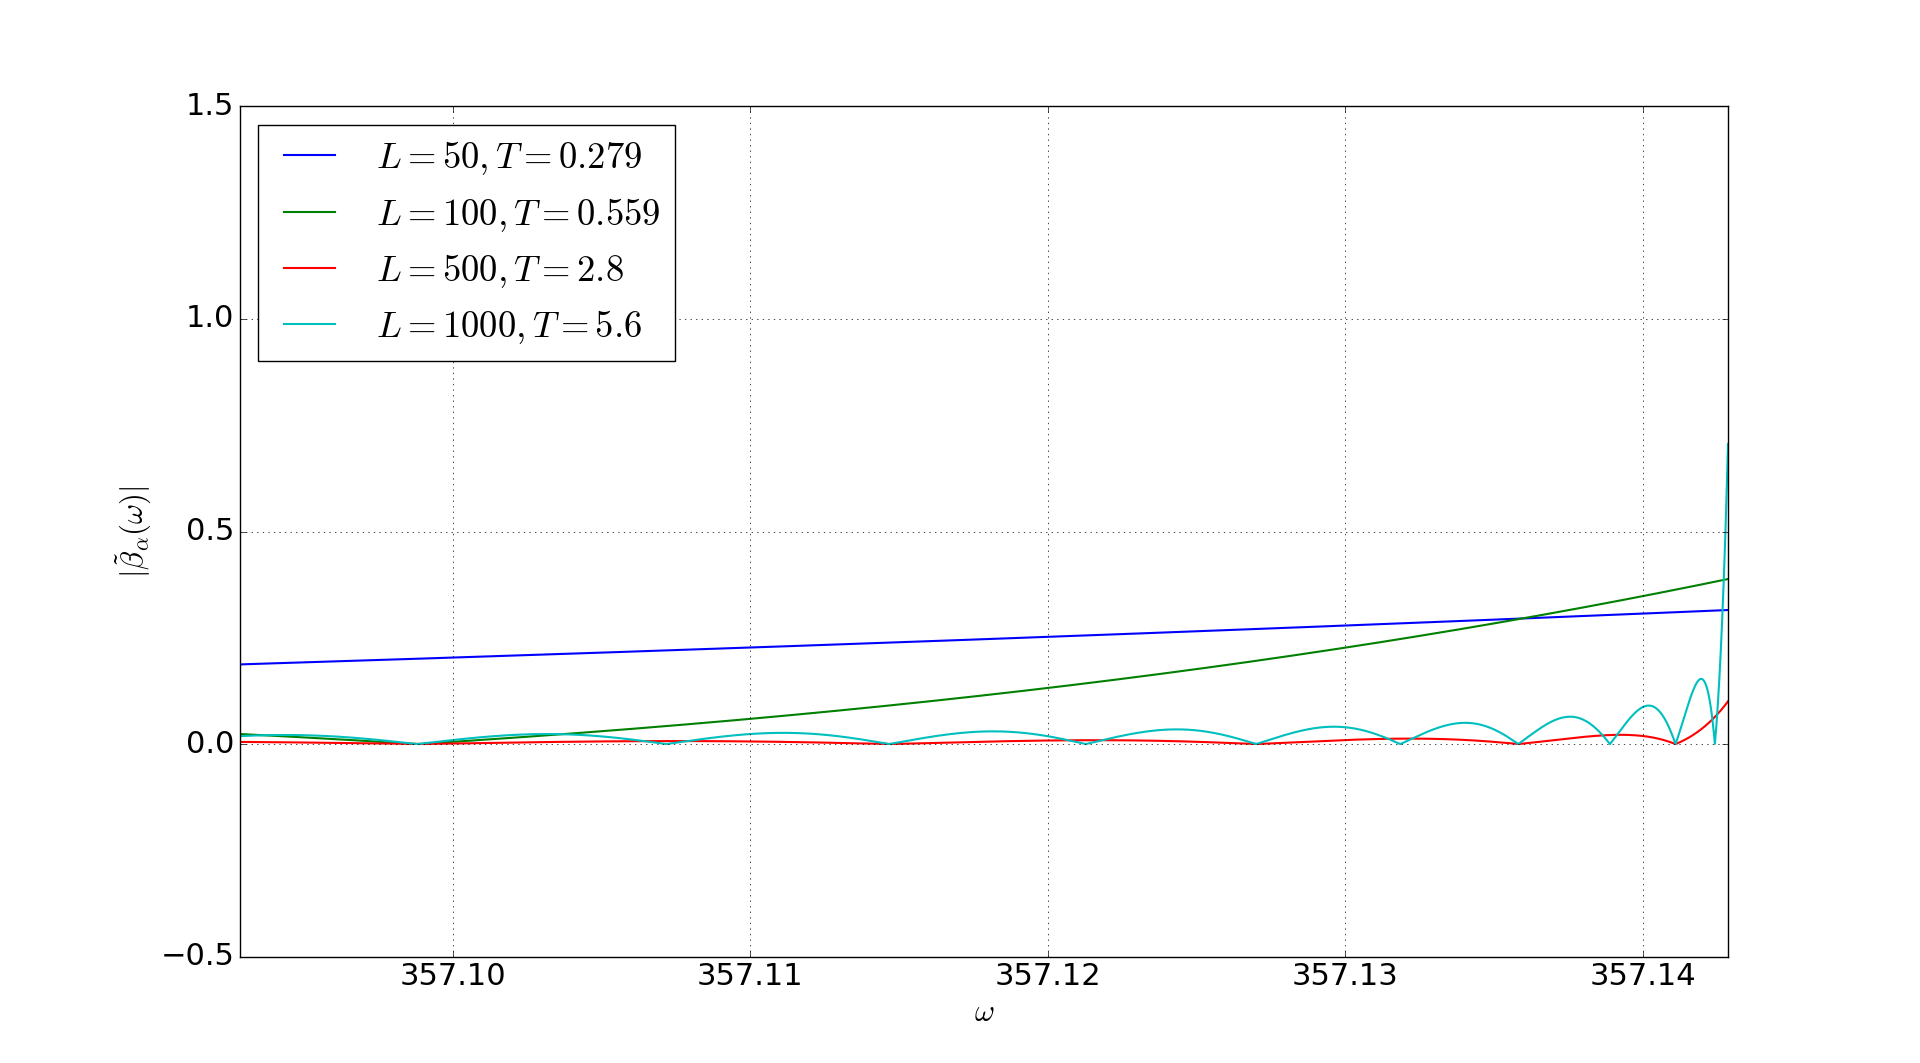 1.5
1.0
0.5
0.0
−0.5
|β̃α(ω)|
L = 50, T = 0.279
L = 100, T = 0.559
L = 500, T = 2.8
L = 1000, T = 5.6
357.10 357.11 357.12 357.13 357.14
ω